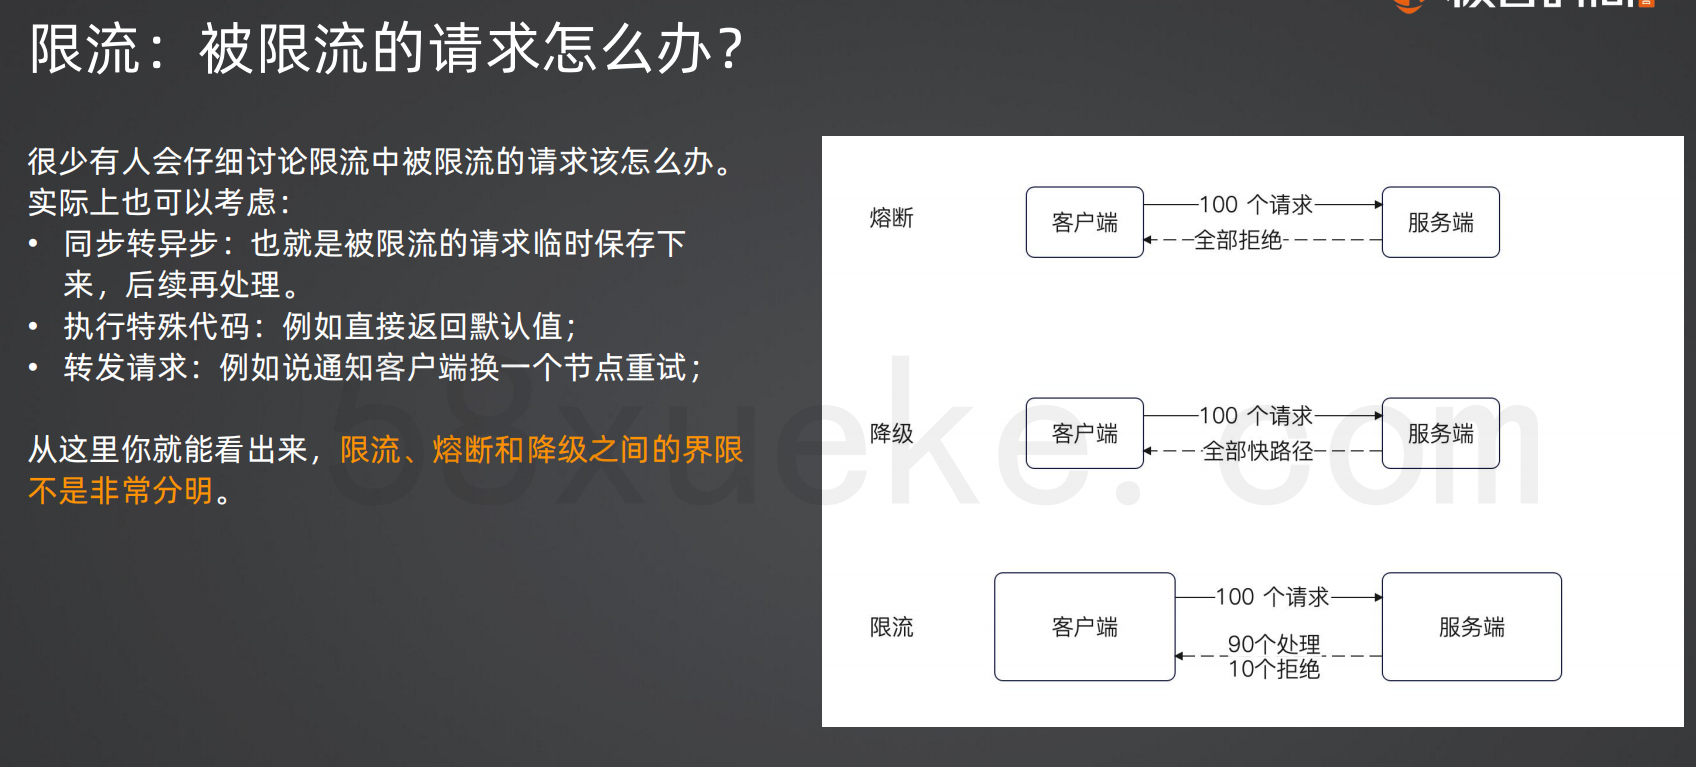 限流：被限流的请求怎么办？
很少有人会仔细讨论限流中被限流的请求该怎么办。
实际上也可以考虑：
• 同步转异步：也就是被限流的请求临时保存下
来，后续再处理。
• 执行特殊代码：例如直接返回默认值；
• 转发请求：例如说通知客户端换一个节点重试；
从这里你就能看出来，限流、熔断和降级之间的界限
不是非常分明。
熔断
客户端
100 个请求
全部拒绝
服务端
降级
客户端
100 个请求
全部快路径
服务端
限流
客户端
100 个请求
90个处理
10个拒绝
服务端
58xueke.com